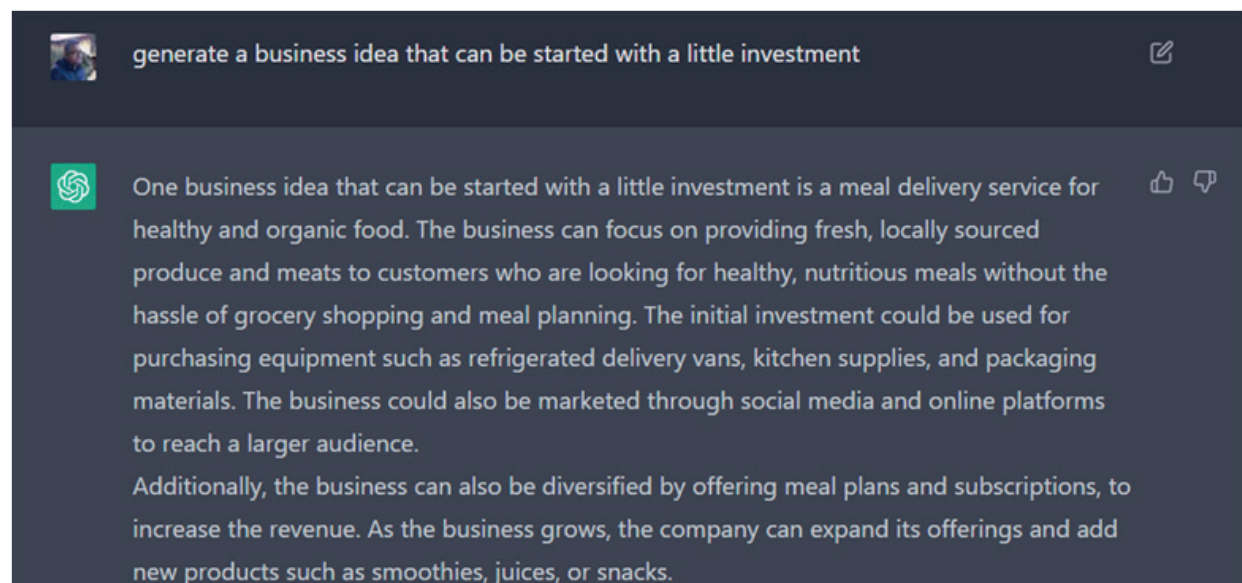 generate a business idea that can be started with a little investment
One business idea that can be started with a little investment is a meal delivery service for
healthy and organic food. The business can focus on providing fresh, locally sourced
produce and meats to customers who are looking for healthy, nutritious meals without the
hassle of grocery shopping and meal planning. The initial investment could be used for
purchasing equipment such as refrigerated delivery vans, kitchen supplies, and packaging
materials. The business could also be marketed through social media and online platforms
to reach a larger audience.
Additionally, the business can also be diversified by offering meal plans and subscriptions, to
increase the revenue. As the business grows, the company can expand its offerings and add
new products such as smoothies, juices, or snacks.